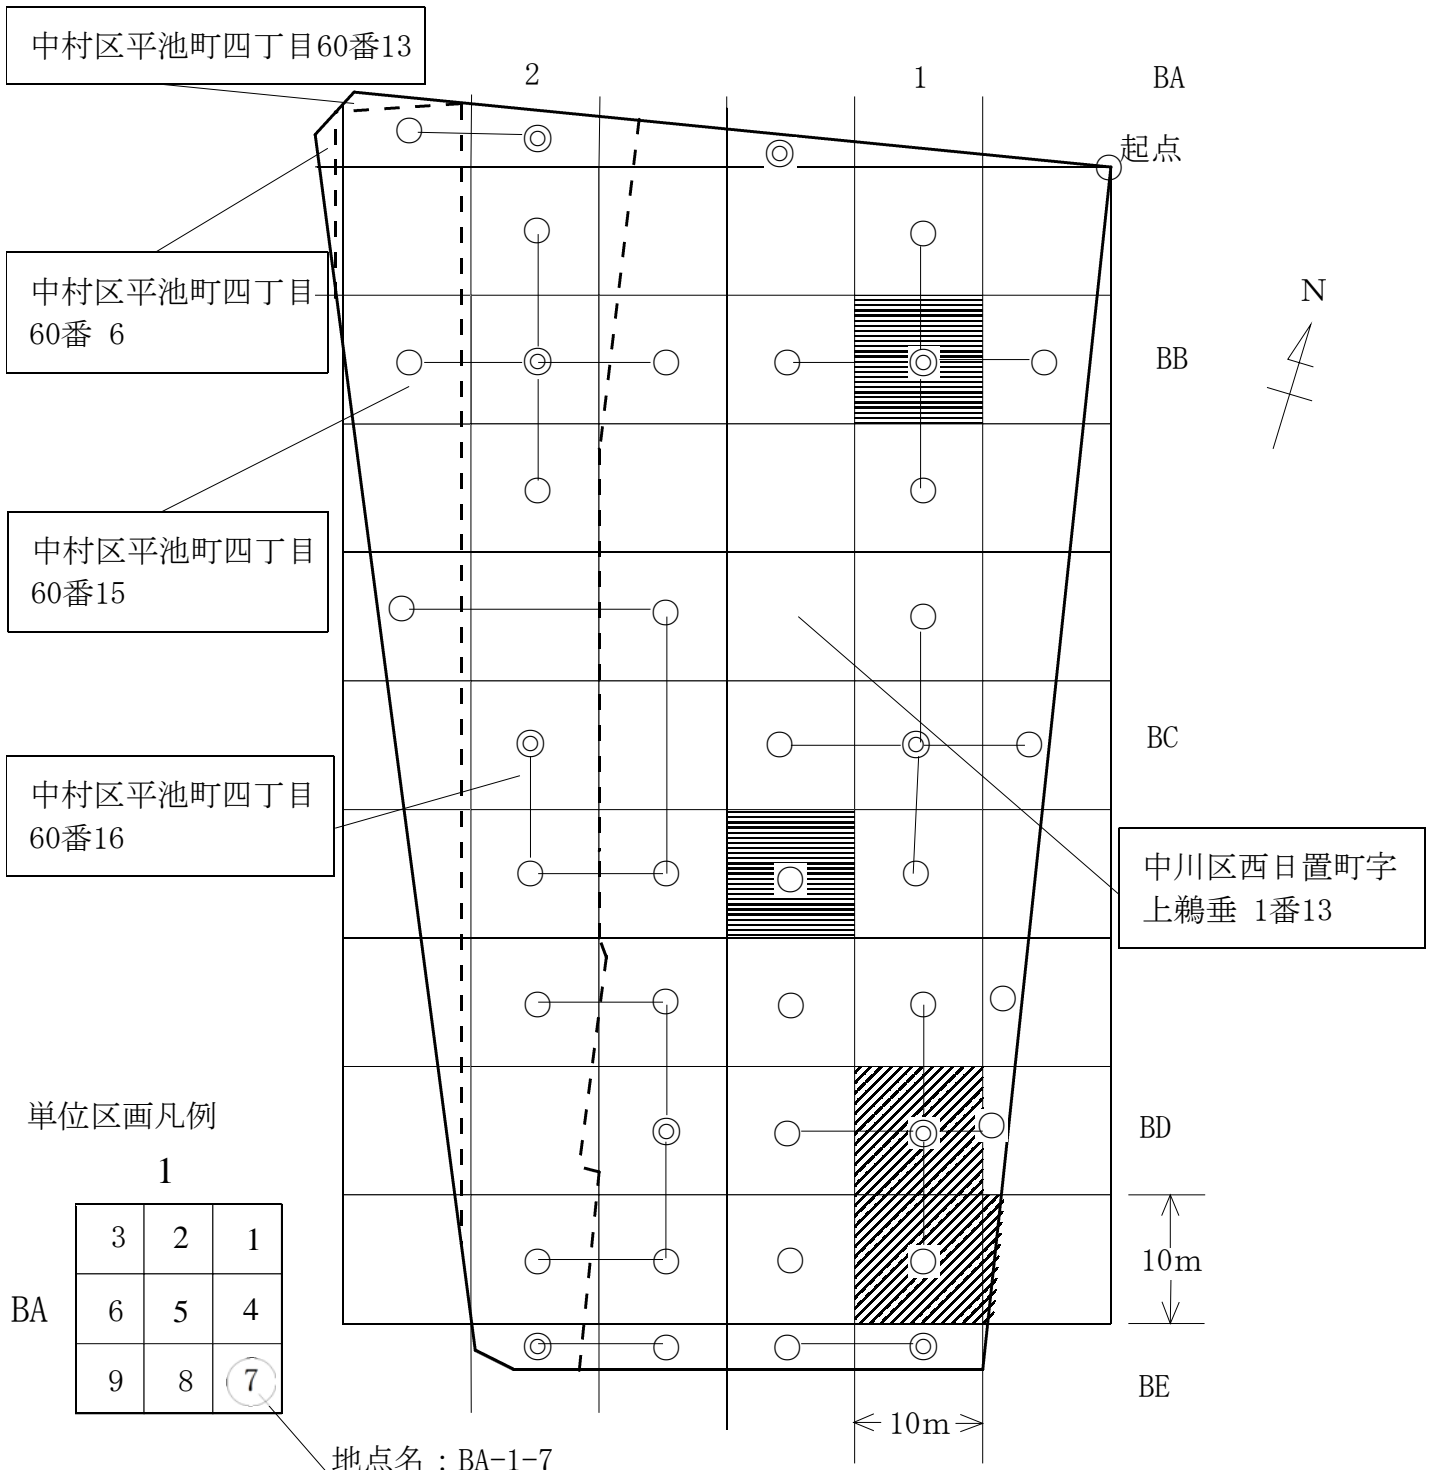 中村区平池町四丁目60番13
2
1
BA
起点
中村区平池町四丁目
60番 6
N
BB
中村区平池町四丁目
60番15
BC
中村区平池町四丁目
60番16
中川区西日置町字
上鵜垂 1番13
単位区画凡例
1
3 2 1
BA 6 5 4
9 8 7
BD
10m
BE
10m
地点名：BA-1-7